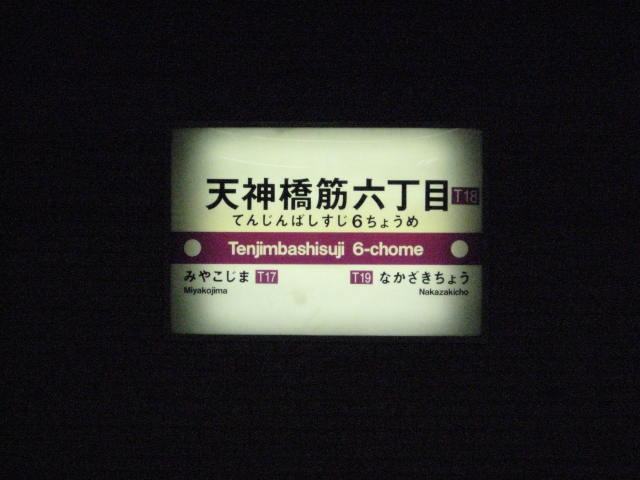 天神橋筋六丁目 T18
てんじんばしすじ6ちょうめ
Tenjimbashisuji 6-chome
みやこじま T17 T19 なかざきちょう
Miyakojima Nakazakicho